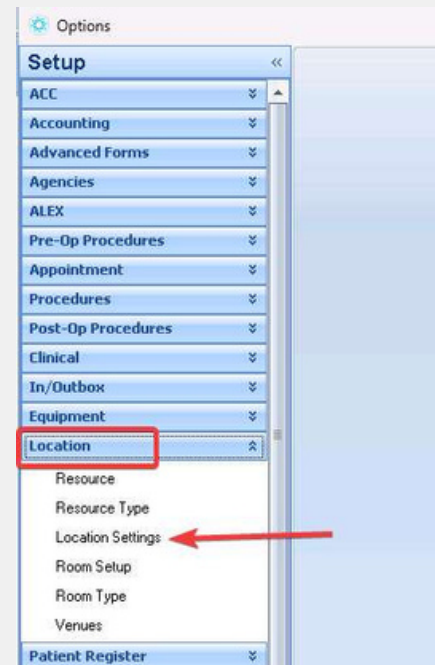 Options
Setup
ACC
Accounting
Advanced Forms
Agencies
ALEX
Pre-Op Procedures
Appointment
Procedures
Post-Op Procedures
Clinical
In/Outbox
Equipment
Location
Resource
Resource Type
Location Settings
Room Setup
Room Type
Venues
Patient Register